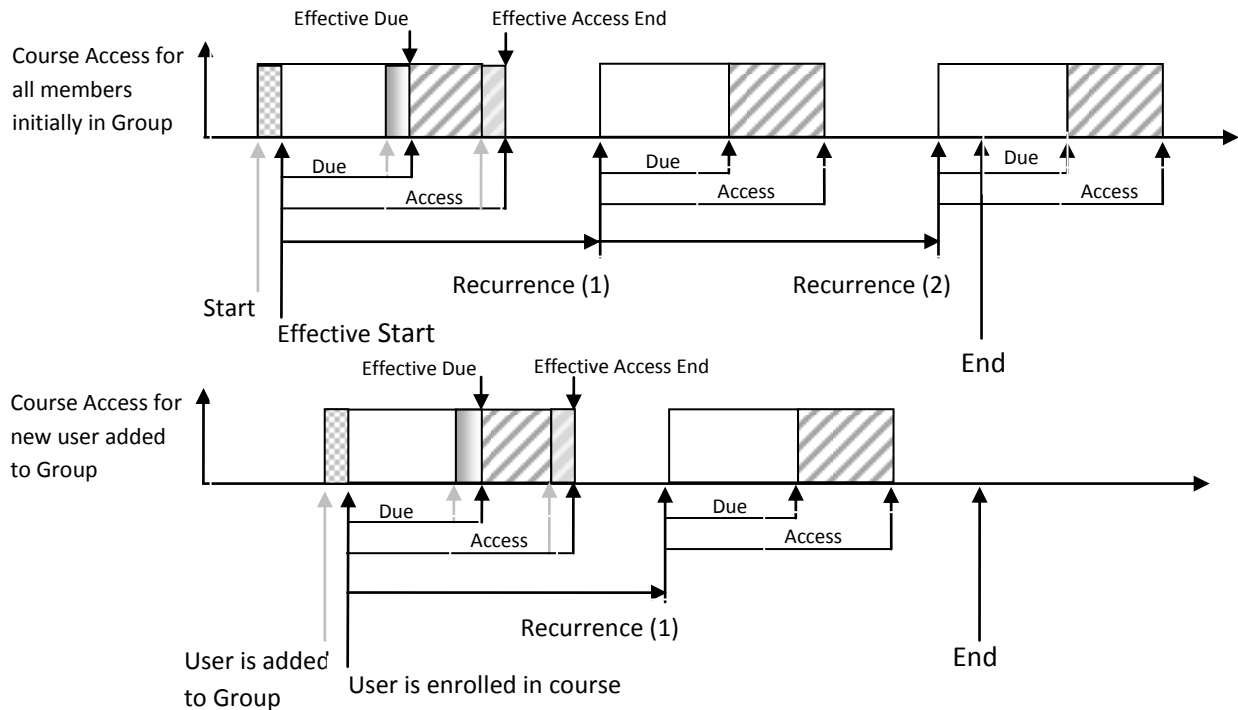 Effective Due
Effective Access End
Course Access for
all members
initially in Group
Due
Due
Due
Access
Access
Access
Recurrence (1)
Recurrence (2)
Start
Effective Start
End
Effective Due
Effective Access End
Course Access for
new user added
to Group
Due
Due
Access
Access
Recurrence (1)
User is added
to Group
User is enrolled in course
End